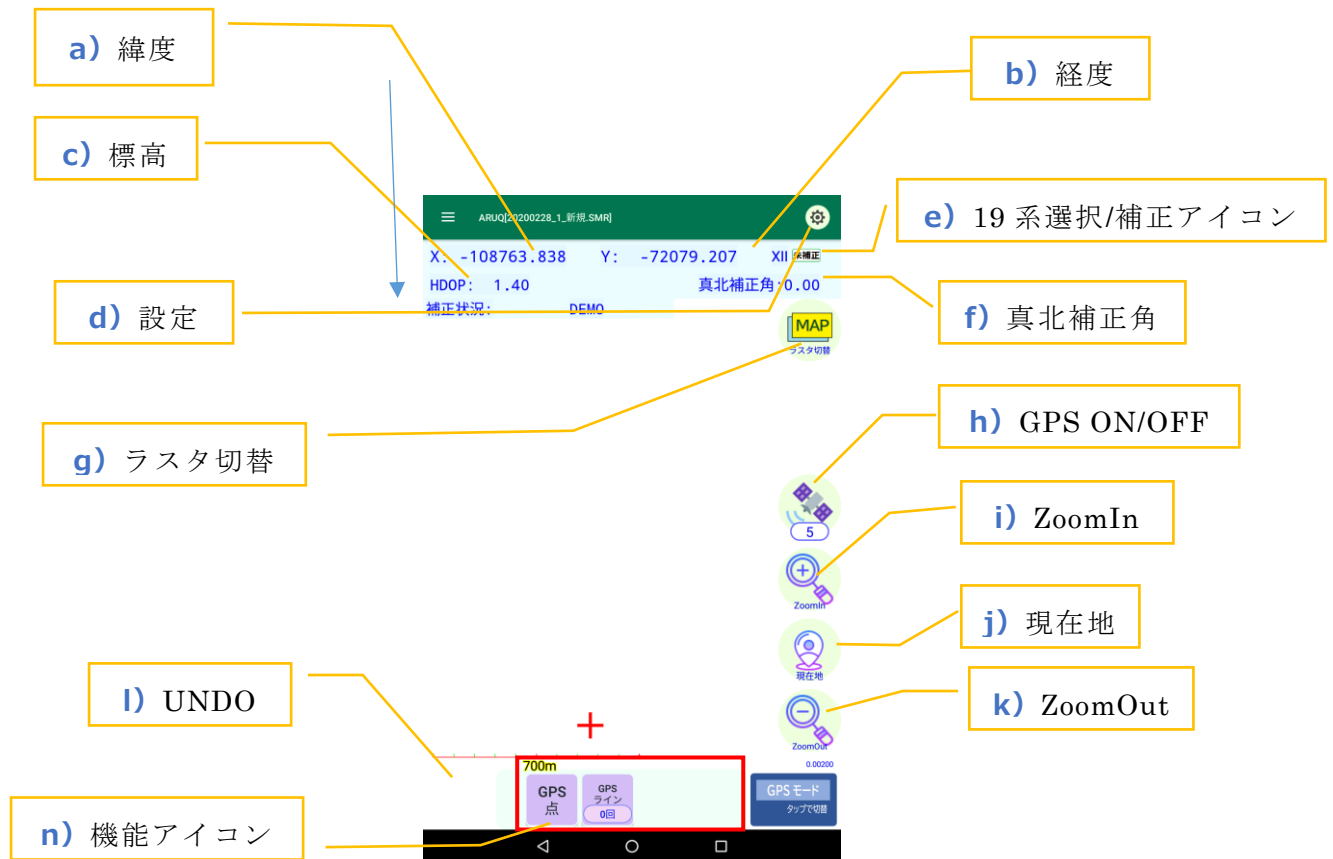 a）緯度
b）経度
c）標高
ARUQ[20200228_1_新規.SMR]
e）19 系選択/補正アイコン
X: -108763.838 Y: -72079.207 XII 未補正
HDOP: 1.40 真北補正角:0.00
補正状況: DEMO
d）設定
f）真北補正角
MAP
ラスタ切替
h）GPS ON/OFF
g）ラスタ切替
5
i）ZoomIn
ZoomIn
j）現在地
現在地
l）UNDO
k）ZoomOut
ZoomOut
700m
0.00200
GPS
点
GPS
ライン
0回
GPS モード
タップで切替
n）機能アイコン